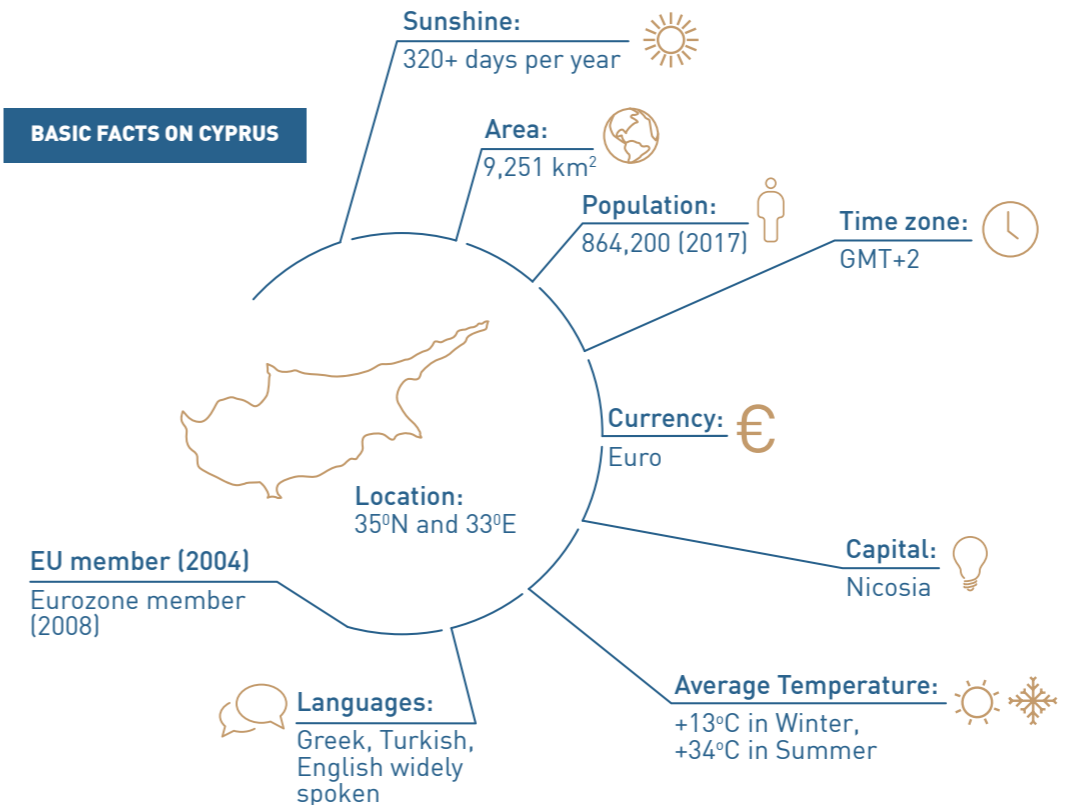 BASIC FACTS ON CYPRUS
Sunshine:
320+ days per year
Area:
9,251 km²
Population:
864,200 (2017)
Time zone:
GMT+2
Currency:
€
Euro
Location:
35⁰N and 33⁰E
Capital:
Nicosia
Average Temperature:
+13ºC in Winter,
+34ºC in Summer
Languages:
Greek, Turkish,
English widely
spoken
EU member (2004)
Eurozone member
(2008)